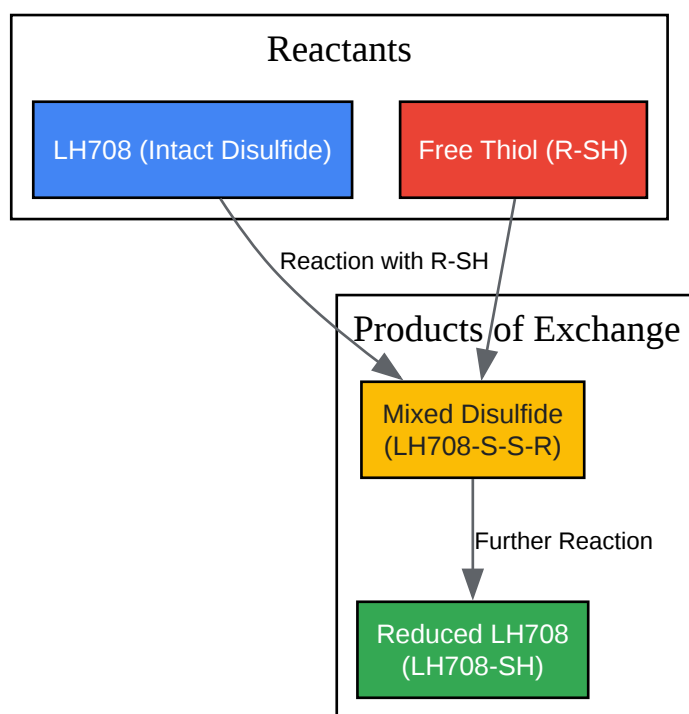 Reactants
LH708 (Intact Disulfide)
Free Thiol (R-SH)
Reaction with R-SH
Products of Exchange
Mixed Disulfide
(LH708-S-S-R)
Further Reaction
Reduced LH708
(LH708-SH)